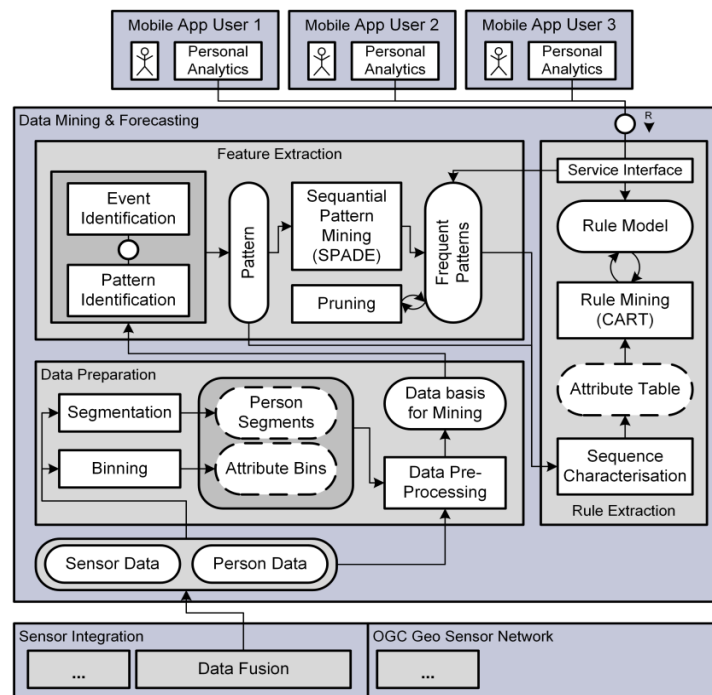 Mobile App User 1
Personal
Analytics
Mobile App User 2
Personal
Analytics
Mobile App User 3
Personal
Analytics
Data Mining & Forecasting
R
Feature Extraction
Event
Identification
Pattern
Identification
Pattern
Sequantial
Pattern
Mining
(SPADE)
Pruning
Frequent
Patterns
Service Interface
Rule Model
Rule Mining
(CART)
Attribute Table
Sequence
Characterisation
Rule Extraction
Data Preparation
Segmentation
Binning
Person
Segments
Attribute Bins
Data basis
for Mining
Data Pre-
Processing
Sensor Data
Person Data
Sensor Integration
...
Data Fusion
OGC Geo Sensor Network
...